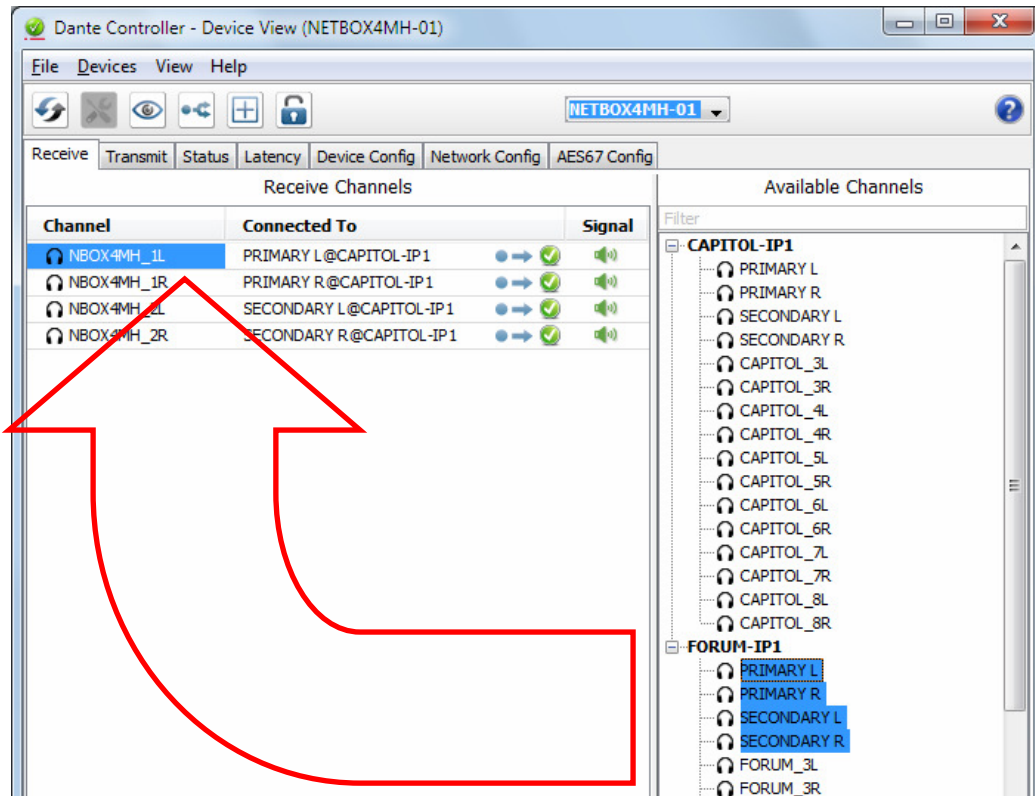 Dante Controller - Device View (NETBOX4MH-01)
File Devices View Help
NETBOX4MH-01
Receive Transmit Status Latency Device Config Network Config AES67 Config
Receive Channels
Channel Connected To Signal
NBOX4MH_1L PRIMARY L@CAPITOL-IP1
NBOX4MH_1R PRIMARY R@CAPITOL-IP1
NBOX4MH_2L SECONDARY L@CAPITOL-IP1
NBOX4MH_2R SECONDARY R@CAPITOL-IP1
Available Channels
Filter
CAPITOL-IP1
PRIMARY L
PRIMARY R
SECONDARY L
SECONDARY R
CAPITOL_3L
CAPITOL_3R
CAPITOL_4L
CAPITOL_4R
CAPITOL_5L
CAPITOL_5R
CAPITOL_6L
CAPITOL_6R
CAPITOL_7L
CAPITOL_7R
CAPITOL_8L
CAPITOL_8R
FORUM-IP1
PRIMARY L
PRIMARY R
SECONDARY L
SECONDARY R
FORUM_3L
FORUM_3R